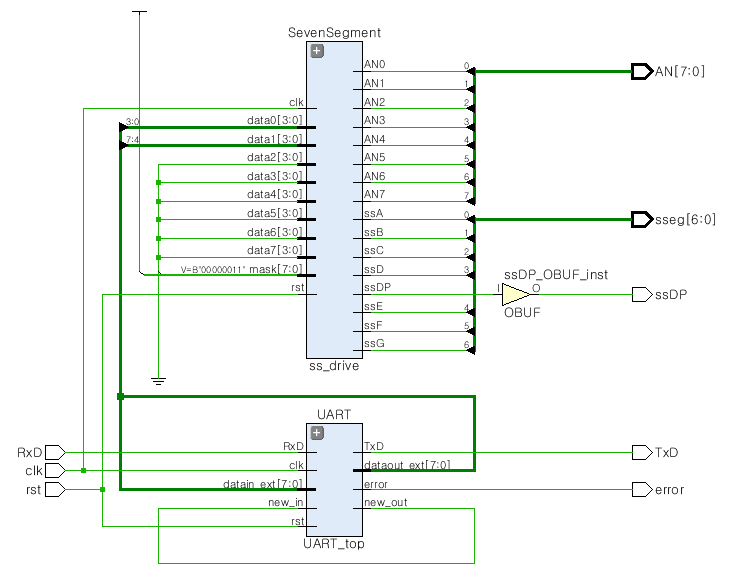 SevenSegment
AN0
0
AN[7:0]
AN1
1
clk
AN2
2
3:0
data0[3:0]
AN3
3
7:4
data1[3:0]
AN4
4
data2[3:0]
AN5
5
data3[3:0]
AN6
6
data4[3:0]
AN7
7
data5[3:0]
ssA
0
sseg[6:0]
data6[3:0]
ssB
1
data7[3:0]
ssC
2
V=B"00000011" mask[7:0]
ssD
3
ssDP_OBUF_inst
rst
ssDP
I
O
ssDP
OBUF
ssE
4
ssF
5
ssG
6
ss_drive
UART
RxD
RxD
TxD
TxD
clk
clk
dataout_ext[7:0]
rst
datain_ext[7:0]
error
error
new_in
new_out
rst
UART_top